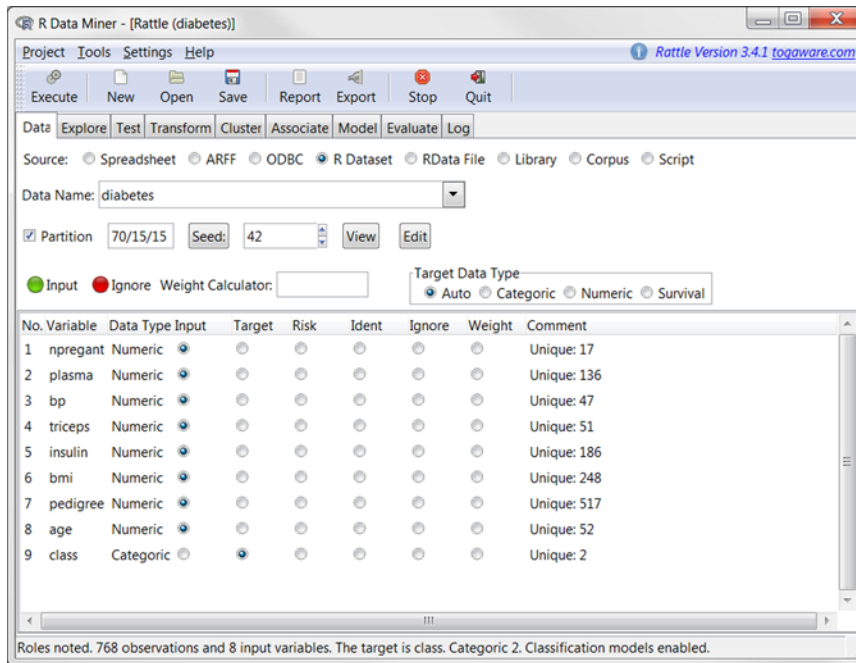 R Data Miner - [Rattle (diabetes)]
Project Tools Settings Help Rattle Version 3.4.1 togaware.com
Execute New Open Save Report Export Stop Quit
Data Explore Test Transform Cluster Associate Model Evaluate Log
Source: Spreadsheet ARFF ODBC R Dataset RData File Library Corpus Script
Data Name: diabetes
Partition 70/15/15 Seed: 42 View Edit
Target Data Type
Input Ignore Weight Calculator: Auto Categoric Numeric Survival
No. Variable Data Type Input Target Risk Ident Ignore Weight Comment
1 npregant Numeric Unique: 17
2 plasma Numeric Unique: 136
3 bp Numeric Unique: 47
4 triceps Numeric Unique: 51
5 insulin Numeric Unique: 186
6 bmi Numeric Unique: 248
7 pedigree Numeric Unique: 517
8 age Numeric Unique: 52
9 class Categoric Unique: 2
Roles noted. 768 observations and 8 input variables. The target is class. Categoric 2. Classification models enabled.